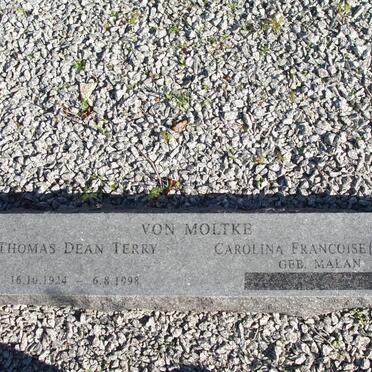 VON MOLTKE
THOMAS DEAN TERRY
CAROLINA FRANCOISE
GEB. MALAN
16.10.1924 – 6.8.1998